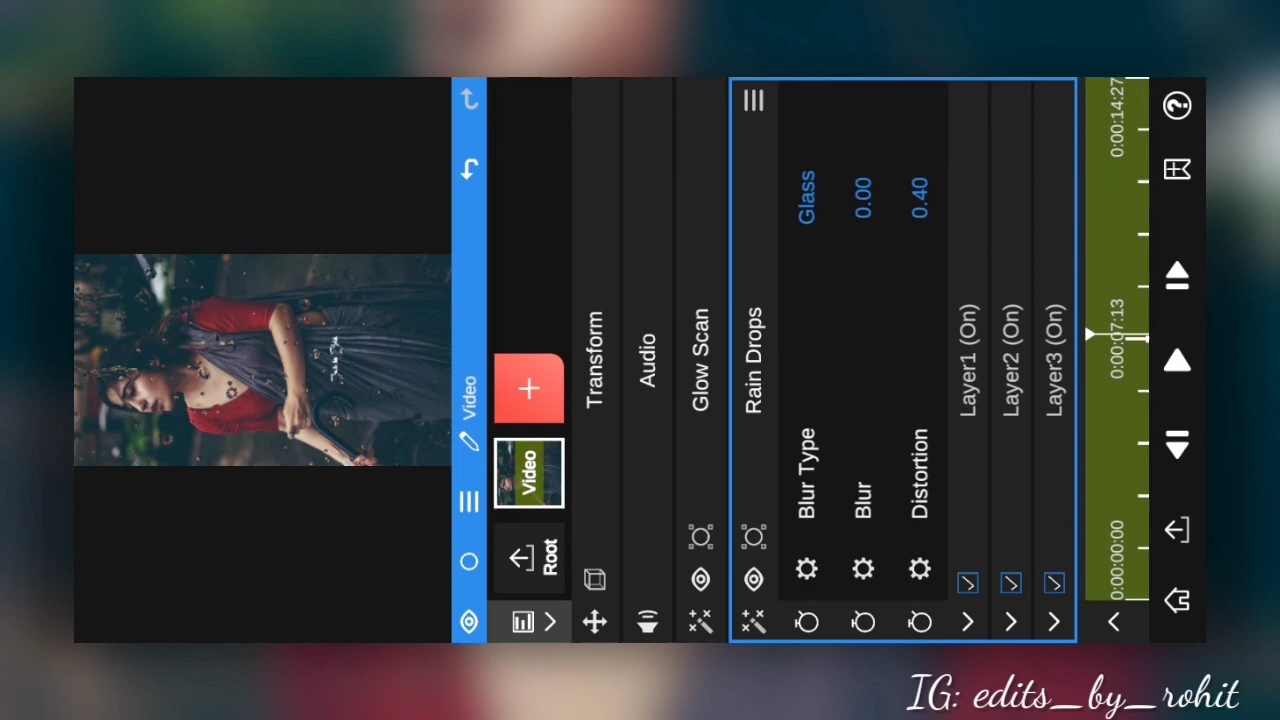 Video
Video
Root
Transform
Audio
Glow Scan
Rain Drops
Blur Type Glass
Blur 0.00
Distortion 0.40
Layer1 (On)
Layer2 (On)
Layer3 (On)
0:00:00:00 0:00:07:13 0:00:14:27
IG: edits_by_rohit